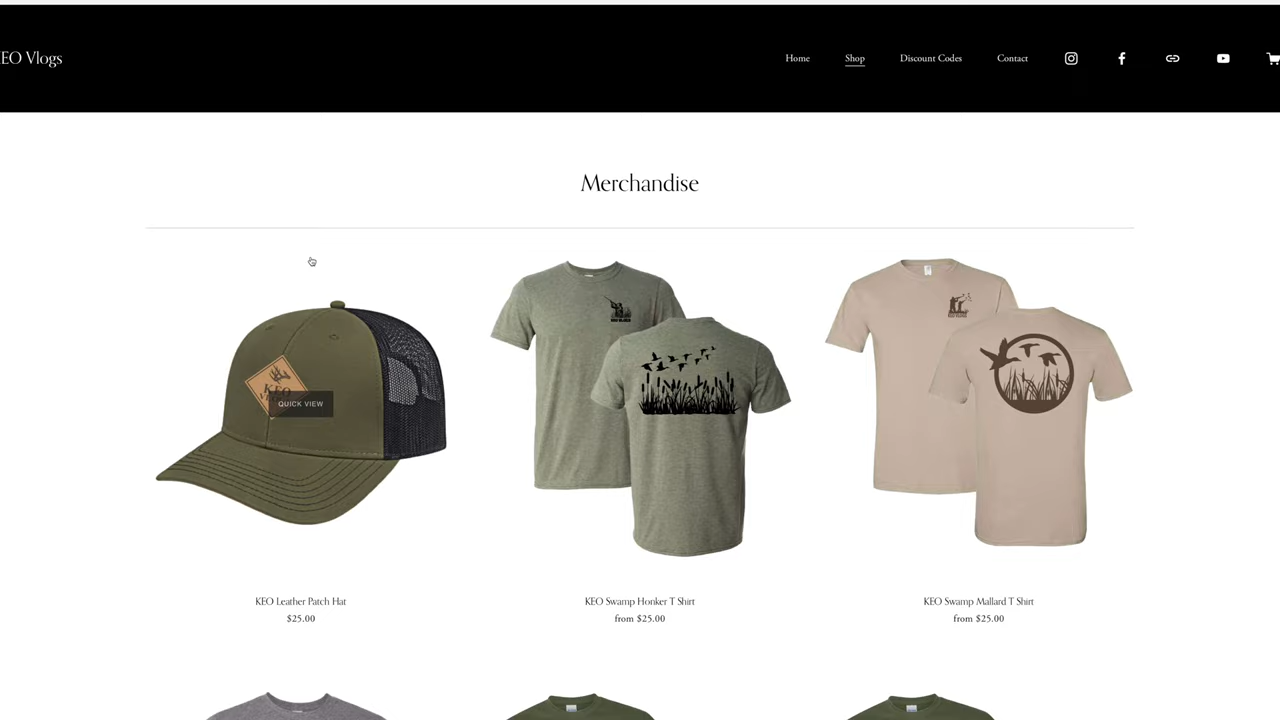 EO Vlogs
Home
Shop
Discount Codes
Contact
Merchandise
KEO
QUICK VIEW
KEO Leather Patch Hat
$25.00
KEO Swamp Honker T Shirt
from $25.00
KEO Swamp Mallard T Shirt
from $25.00